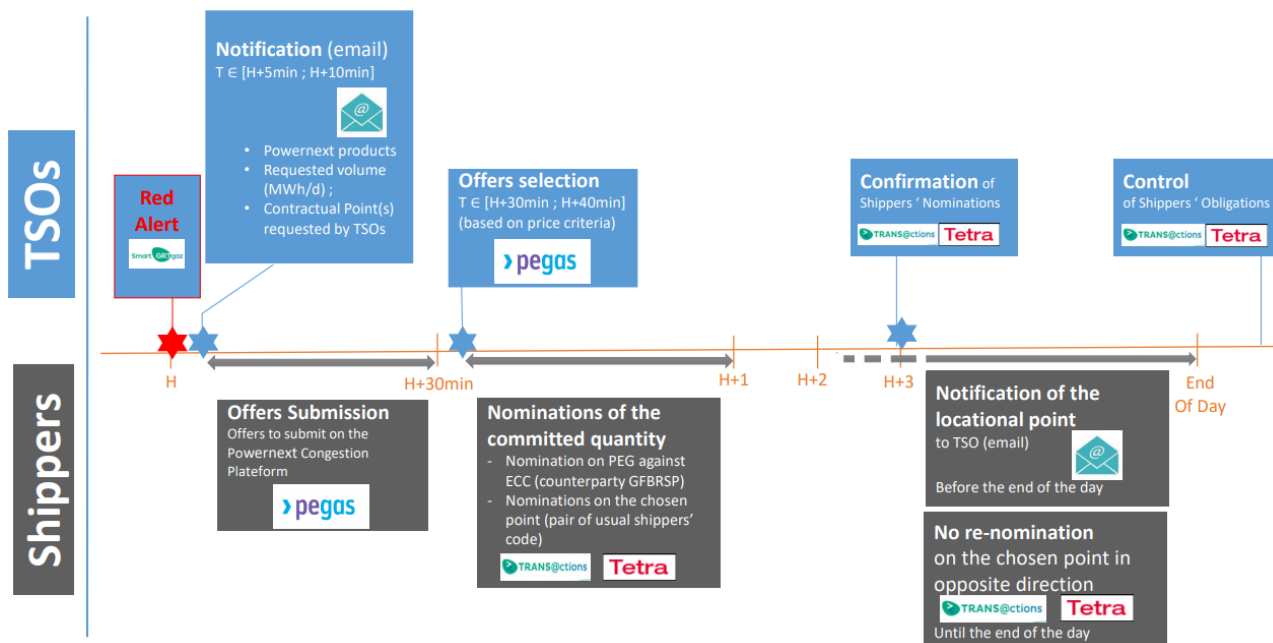 TSOs
Red
Alert
Smart GRTgaz
Notification (email)
T ∈ [H+5min ; H+10min]
@
• Powernext products
• Requested volume
(MWh/d) ;
• Contractual Point(s)
requested by TSOs
Offers selection
T ∈ [H+30min ; H+40min]
(based on price criteria)
pegas
Confirmation of
Shippers ' Nominations
TRANS@ctions Tetra
Control
of Shippers ' Obligations
TRANS@ctions Tetra
H
H+30min
H+1
H+2
H+3
End
Of Day
Shippers
Offers Submission
Offers to submit on the
Powernext Congestion
Plateform
pegas
Nominations of the
committed quantity
- Nomination on PEG against
ECC (counterparty GFBRSP)
- Nominations on the chosen
point (pair of usual shippers'
code)
TRANS@ctions Tetra
Notification of the
locational point
to TSO (email)
@
Before the end of the day
No re-nomination
on the chosen point in
opposite direction
TRANS@ctions Tetra
Until the end of the day